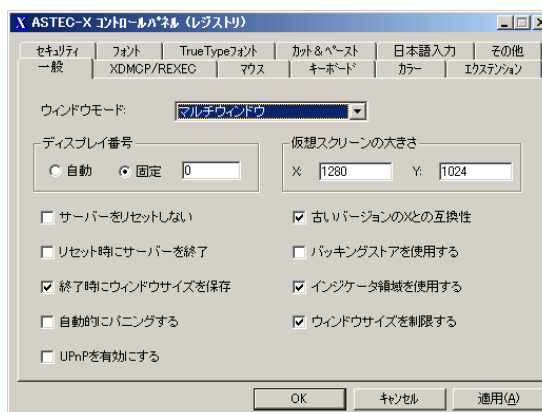 ASTEC-X コントロールパネル (レジストリ)
セキュリティ フォント TrueTypeフォント カット&ペースト 日本語入力 その他
一般 XDMCP/REXEC マウス キーボード カラー エクステンション
ウィンドウモード: マルチウィンドウ
ディスプレイ番号 仮想スクリーンの大きさ
自動 固定 0 X: 1280 Y: 1024
サーバーをリセットしない 古いバージョンのXとの互換性
リセット時にサーバーを終了 バッキングストアを使用する
終了時にウィンドウサイズを保存 インジケータ領域を使用する
自動的にパニングする ウィンドウサイズを制限する
UPnPを有効にする
OK キャンセル 適用(A)